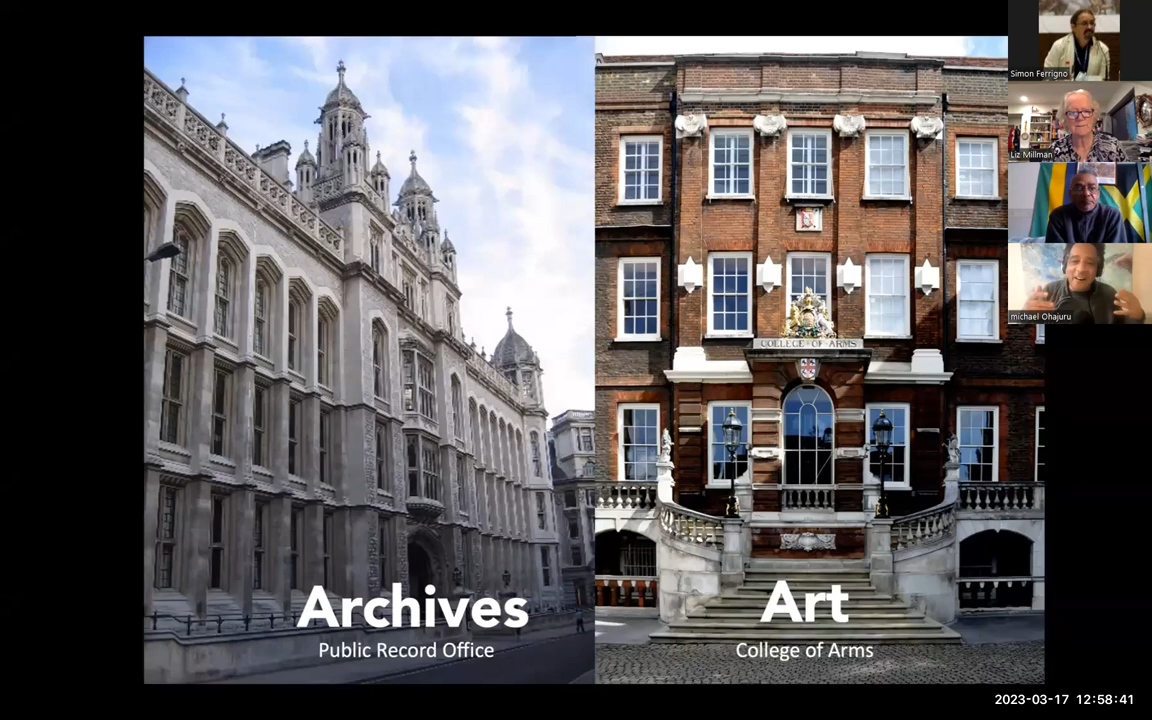 Archives
Public Record Office
COLLEGE OF ARMS
Art
College of Arms
Simon Ferrigno
Liz Millman
michael Ohajuru
2023-03-17 12:58:41